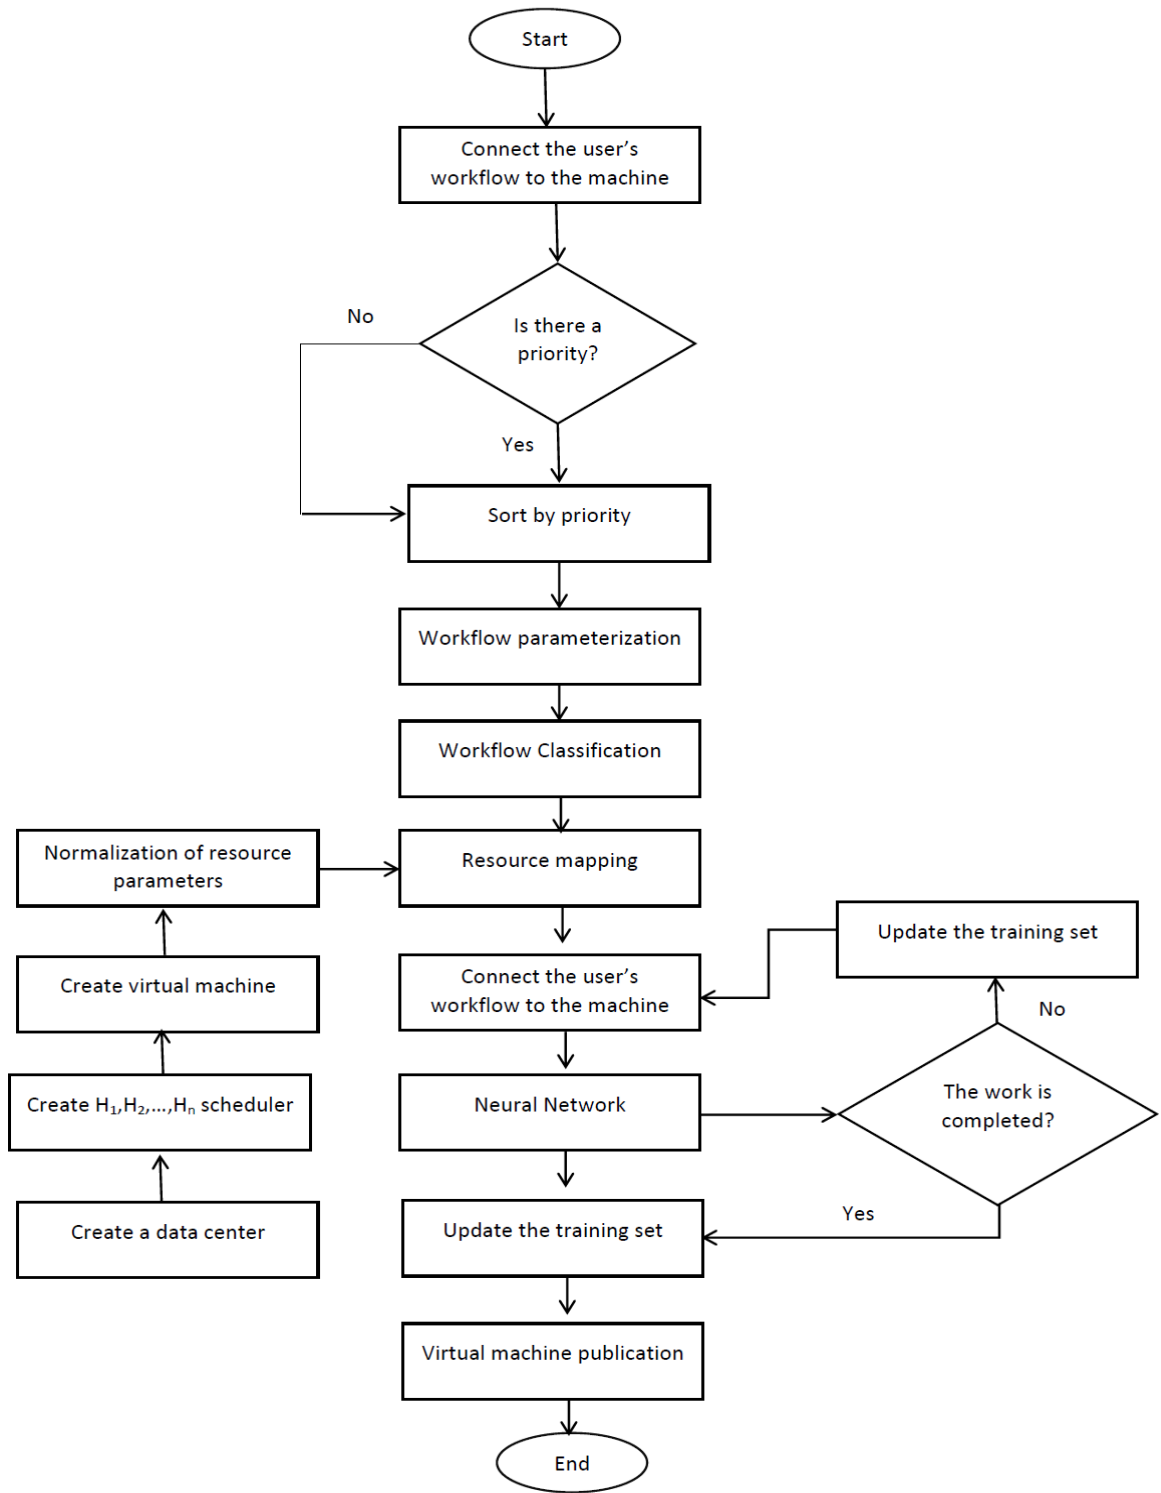 Start
Connect the user’s
workflow to the machine
Is there a
priority?
No
Yes
Sort by priority
Workflow parameterization
Workflow Classification
Normalization of resource
parameters
Resource mapping
Update the training set
Create virtual machine
Connect the user’s
workflow to the machine
No
Create H₁,H₂,...,Hₙ scheduler
Neural Network
The work is
completed?
Create a data center
Update the training set
Yes
Virtual machine publication
End